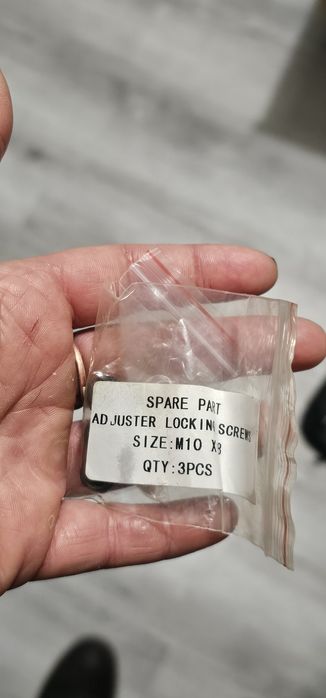 SPARE PART
ADJUSTER LOCKING SCREWS
SIZE:M10 X8
QTY:3PCS